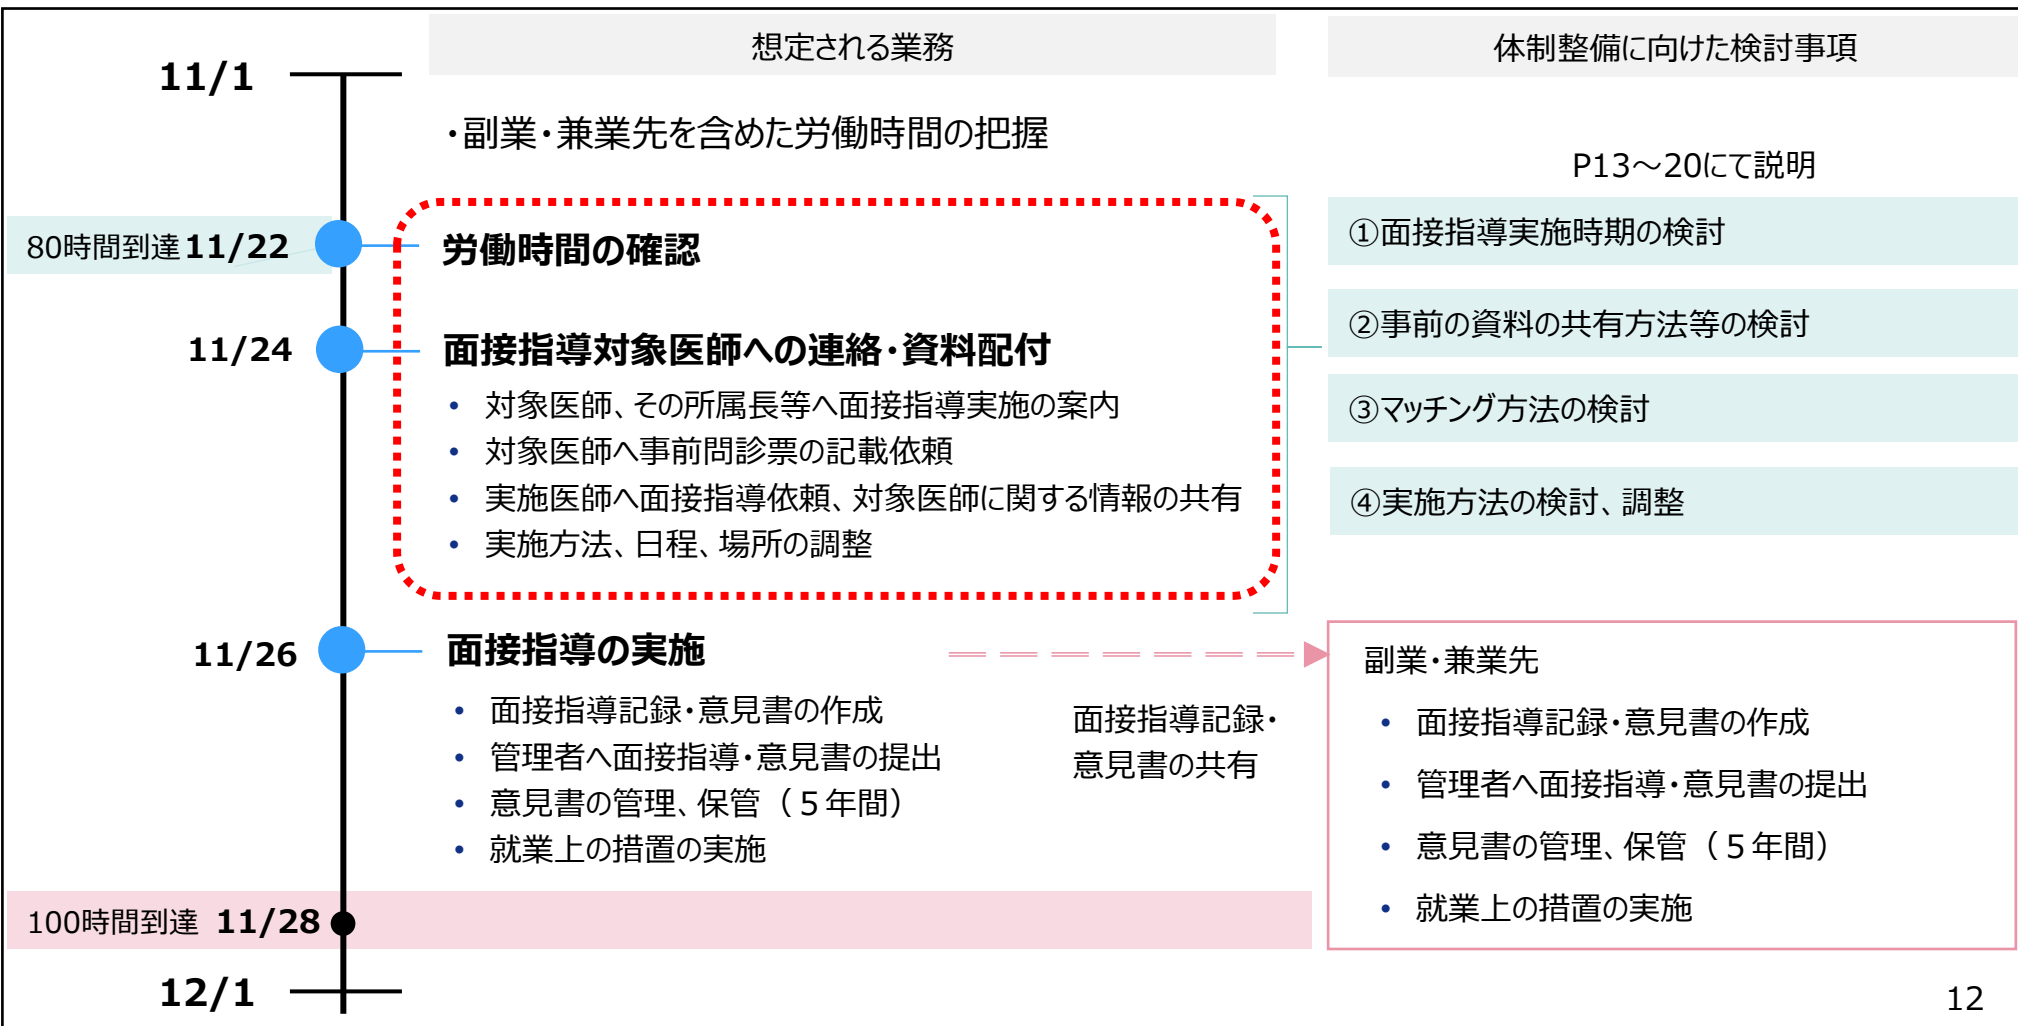 想定される業務
体制整備に向けた検討事項
11/1
・副業・兼業先を含めた労働時間の把握
P13～20にて説明
80時間到達 11/22
労働時間の確認
①面接指導実施時期の検討
②事前の資料の共有方法等の検討
③マッチング方法の検討
④実施方法の検討、調整
11/24
面接指導対象医師への連絡・資料配付
• 対象医師、その所属長等へ面接指導実施の案内
• 対象医師へ事前問診票の記載依頼
• 実施医師へ面接指導依頼、対象医師に関する情報の共有
• 実施方法、日程、場所の調整
11/26
面接指導の実施
• 面接指導記録・意見書の作成
• 管理者へ面接指導・意見書の提出
• 意見書の管理、保管（５年間）
• 就業上の措置の実施
面接指導記録・
意見書の共有
副業・兼業先
• 面接指導記録・意見書の作成
• 管理者へ面接指導・意見書の提出
• 意見書の管理、保管（５年間）
• 就業上の措置の実施
100時間到達 11/28
12/1
12